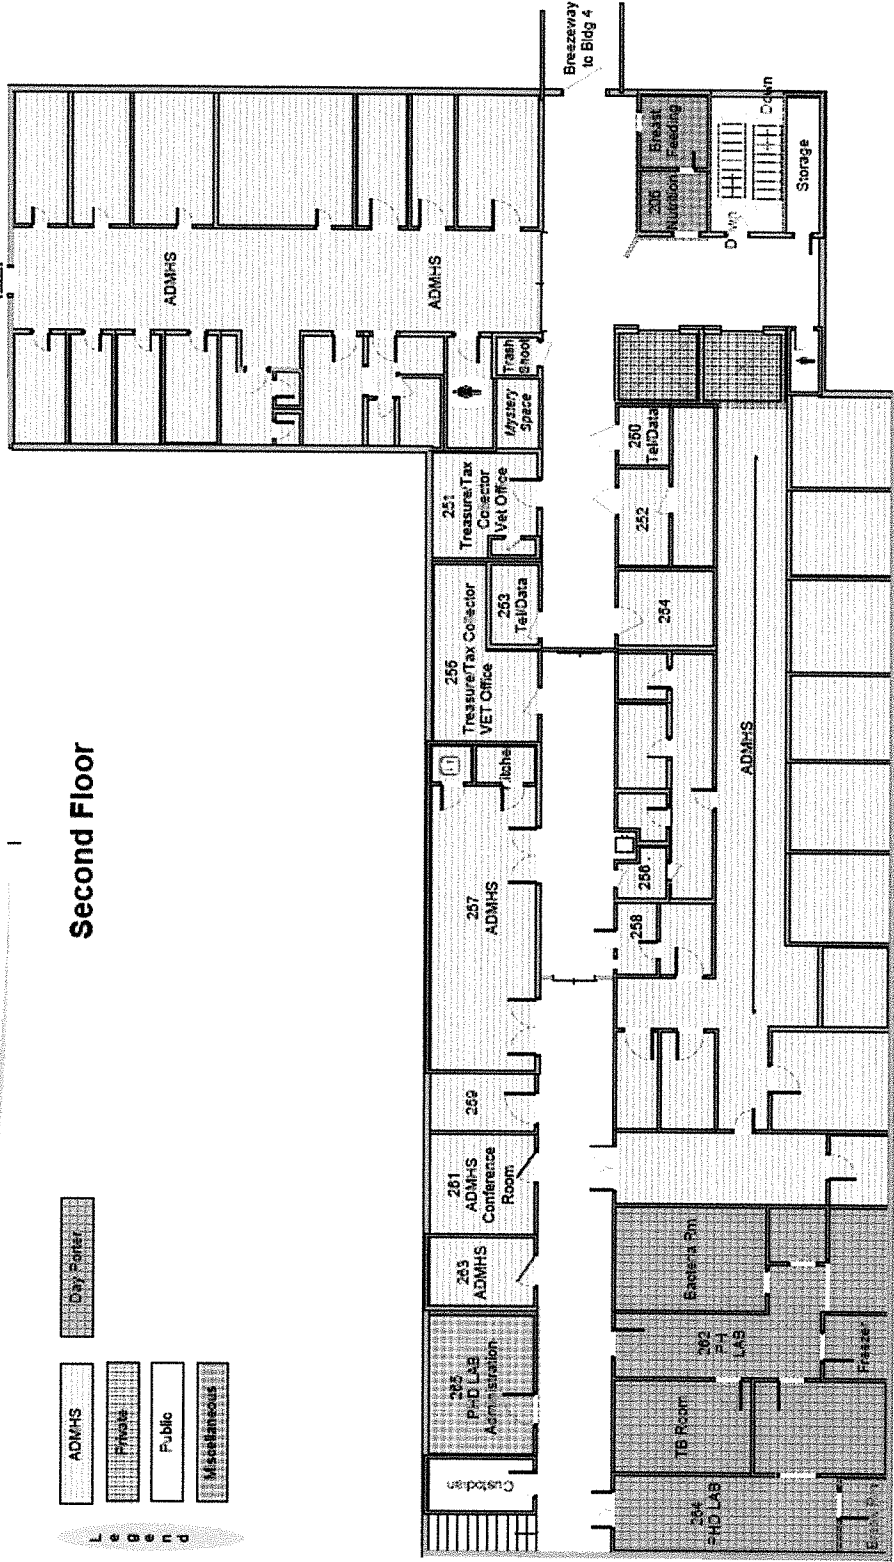 Second Floor
Legend
ADMHS
Private
Public
Miscellaneous
Day Porter
Custodian
265
PHD LAB
Administration
263
ADMHS
261
ADMHS
Conference
Room
259
257
ADMHS
255
Treasure/Tax Collector
VET Office
253
Tel/Data
251
Treasure/Tax
Collector
Vet Office
Mystery
Space
Trash
Shoot
ADMHS
ADMHS
Breezeway
to Bldg 4
264
PHD LAB
TB Room
262
LAB
Freezer
Bacteria Rm
258
256
ADMHS
254
252
250
Tel/Data
Nutrition
Breast
Feeding
Down
Storage